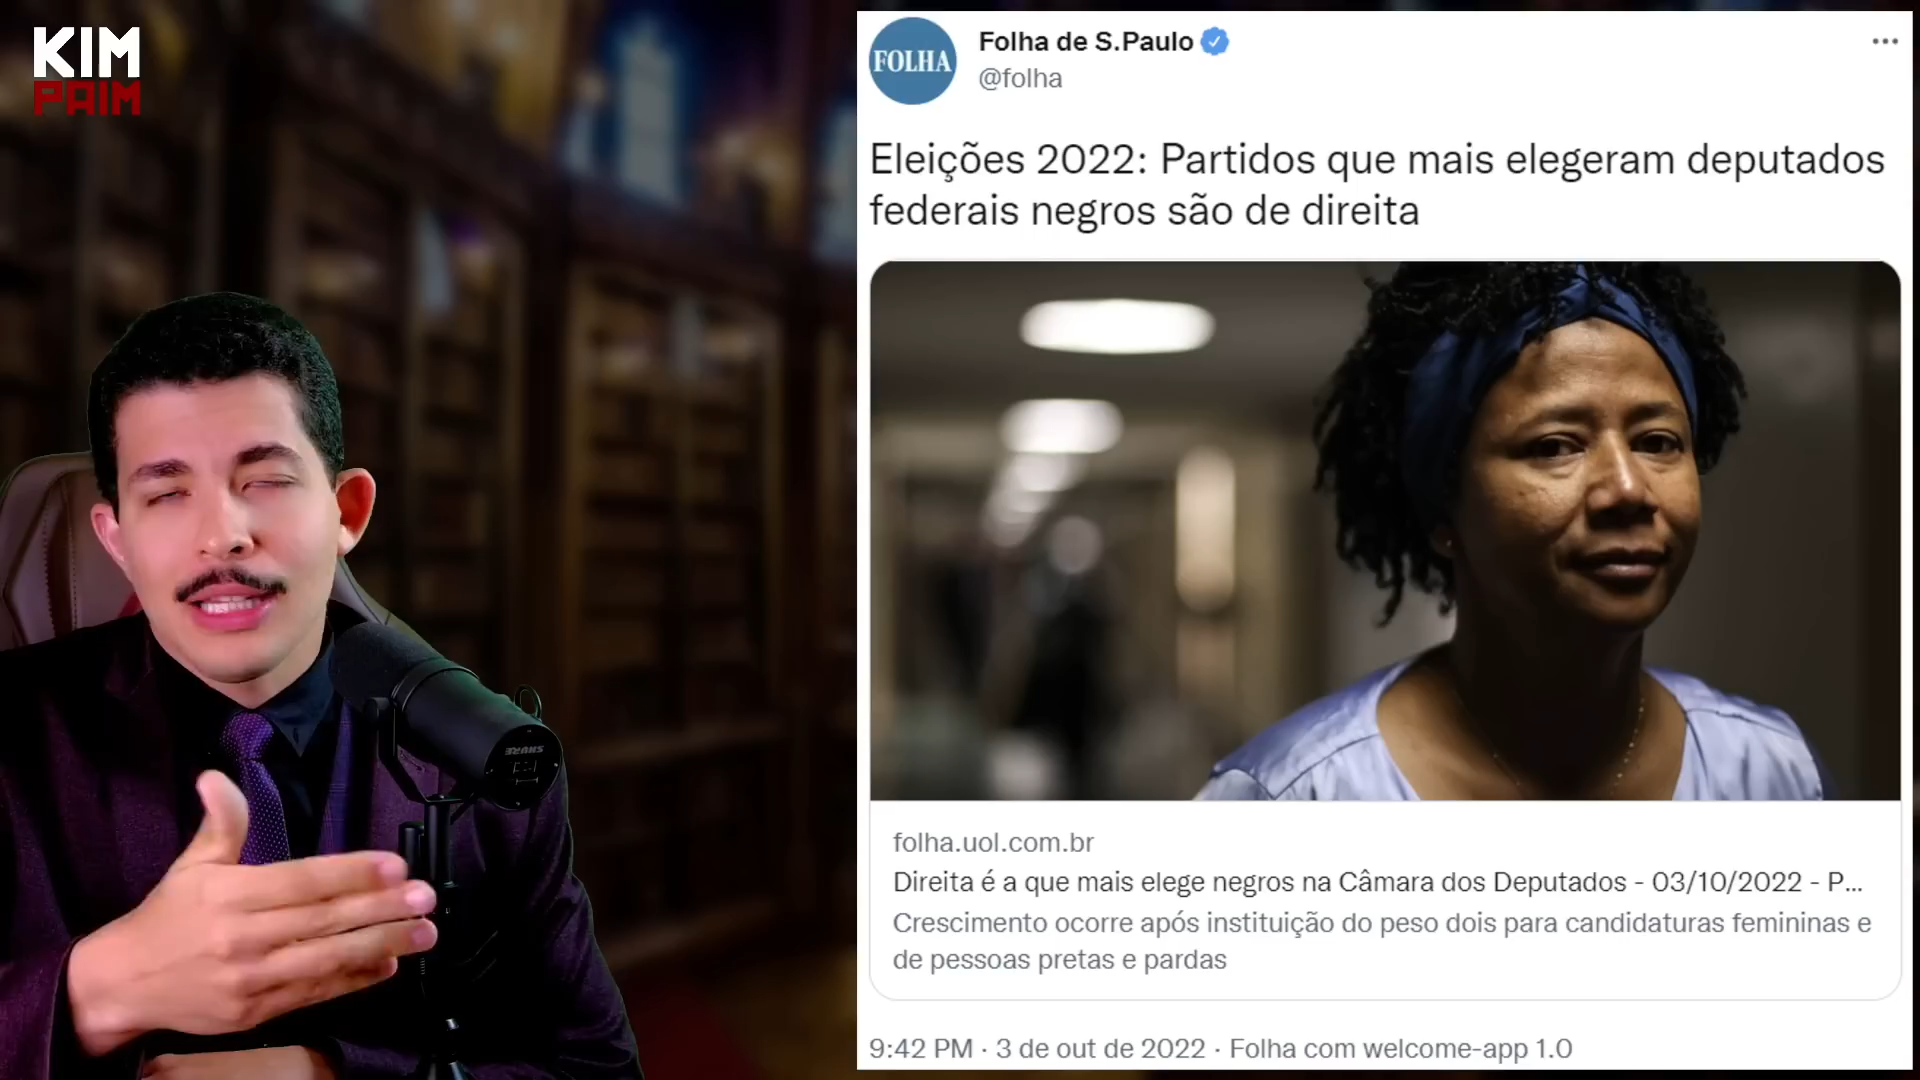 KIM
PAIM
FOLHA
Folha de S.Paulo
@folha
Eleições 2022: Partidos que mais elegeram deputados
federais negros são de direita
folha.uol.com.br
Direita é a que mais elege negros na Câmara dos Deputados - 03/10/2022 - P...
Crescimento ocorre após instituição do peso dois para candidaturas femininas e
de pessoas pretas e pardas
9:42 PM · 3 de out de 2022 · Folha com welcome-app 1.0
SHURE